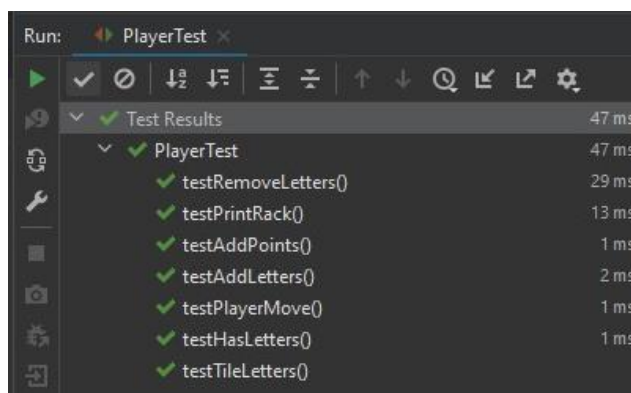 Run: PlayerTest
Test Results 47 ms
PlayerTest 47 ms
testRemoveLetters() 29 ms
testPrintRack() 13 ms
testAddPoints() 1 ms
testAddLetters() 2 ms
testPlayerMove() 1 ms
testHasLetters() 1 ms
testTileLetters()